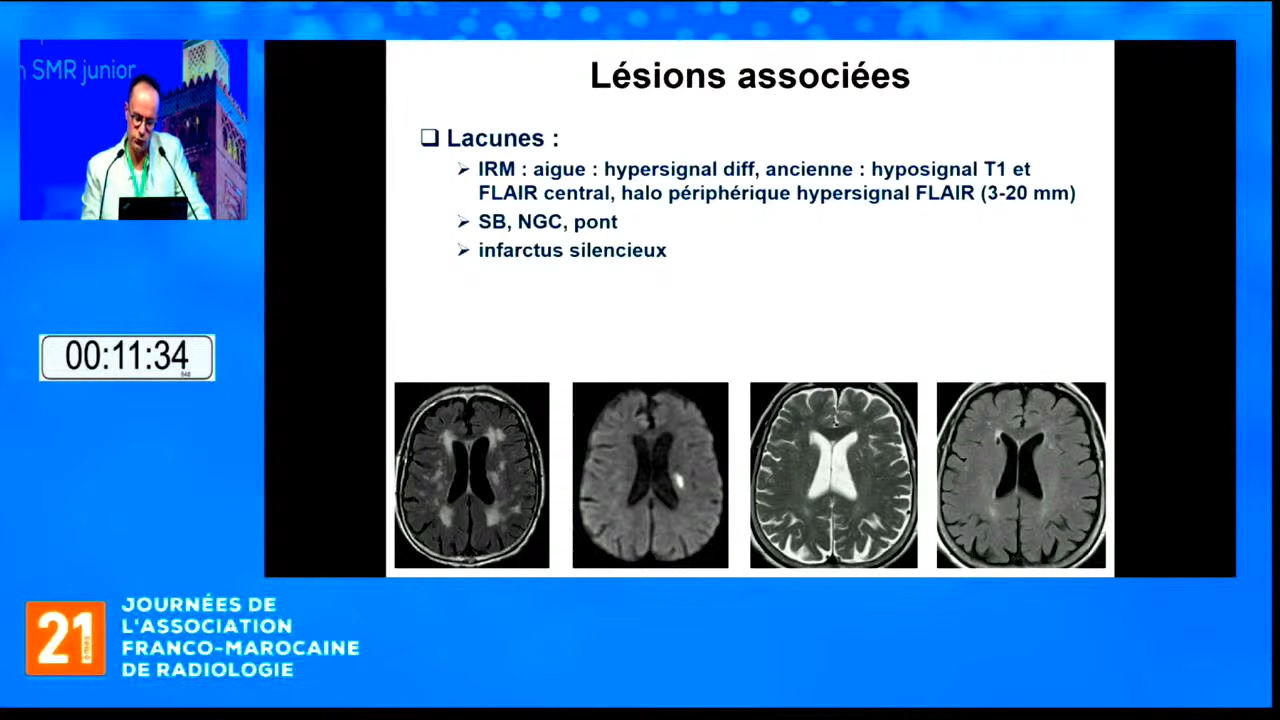 n SMR junior
Lésions associées
Lacunes :
IRM : aigue : hypersignal diff, ancienne : hyposignal T1 et
FLAIR central, halo périphérique hypersignal FLAIR (3-20 mm)
SB, NGC, pont
infarctus silencieux
00:11:34
21
JOURNÉES DE
L'ASSOCIATION
FRANCO-MAROCAINE
DE RADIOLOGIE